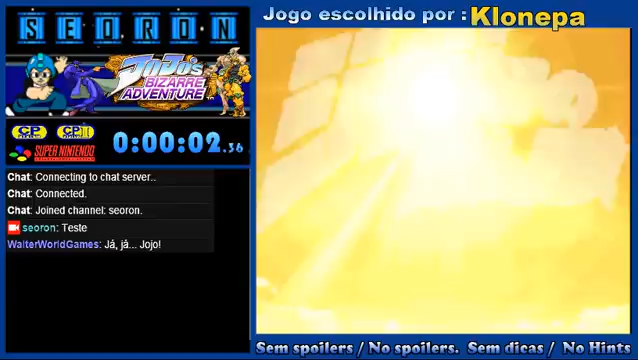 SEORON
Jogo escolhido por : Klonepa
JOJO'S
BIZARRE
ADVENTURE
CP CP II
SUPER NINTENDO
0:00:02.36
Chat: Connecting to chat server..
Chat: Connected.
Chat: Joined channel: seoron.
seoron: Teste
WalterWorldGames: Já, já... Jojo!
Sem spoilers / No spoilers. Sem dicas / No Hints